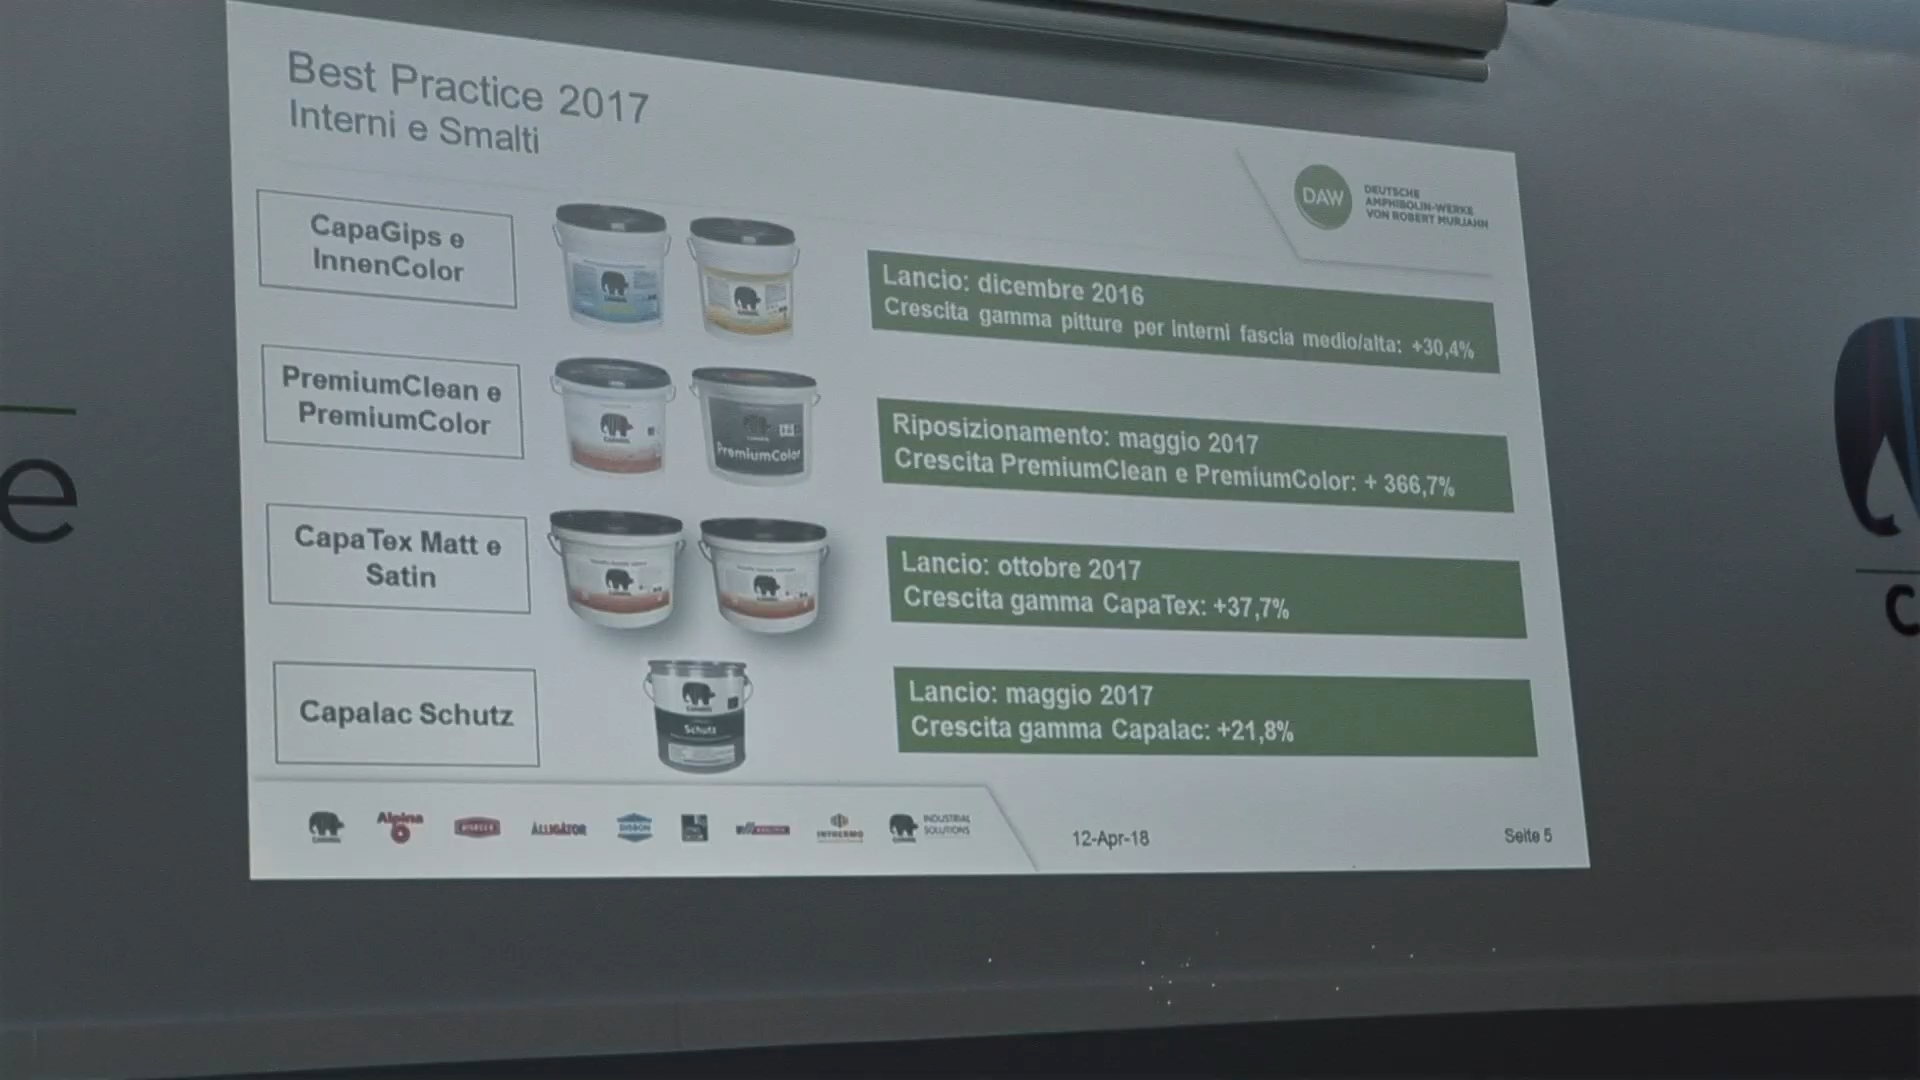 Best Practice 2017
Interni e Smalti
DAW
DEUTSCHE
AMPHIBOLIN-WERKE
VON ROBERT MURJAHN
CapaGips e
InnenColor
Lancio: dicembre 2016
Crescita gamma pitture per interni fascia medio/alta: +30,4%
PremiumClean e
PremiumColor
PremiumColor
Riposizionamento: maggio 2017
Crescita PremiumClean e PremiumColor: + 366,7%
CapaTex Matt e
Satin
Lancio: ottobre 2017
Crescita gamma CapaTex: +37,7%
Capalac Schutz
Schutz
Lancio: maggio 2017
Crescita gamma Capalac: +21,8%
Alpina
ALLIGATOR
DISBON
INTHERMO
INDUSTRIAL
SOLUTIONS
12-Apr-18
Seite 5
e
C